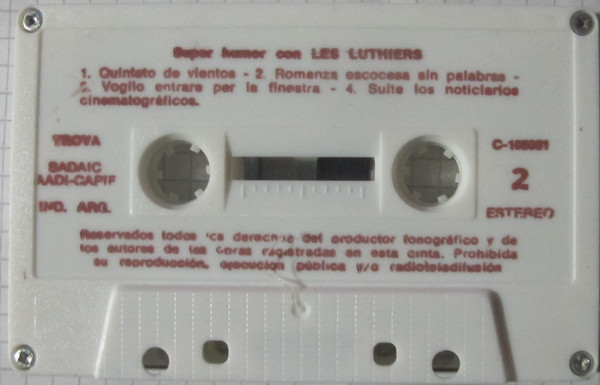 Super humor con LES LUTHIERS
1. Quinteto de vientos - 2. Romanza escocesa sin palabras -
3. Voglio entrare per la finestra - 4. Suite los noticiarios
cinematográficos.
TROVA
SADAIC
AADI-CAPIF
IND. ARG.
2
ESTEREO
Reservados todos los derechos del productor fonográfico y de
los autores de las obras registradas en esta cinta. Prohibida
su reproducción, ejecución pública y/o radioteledifusión